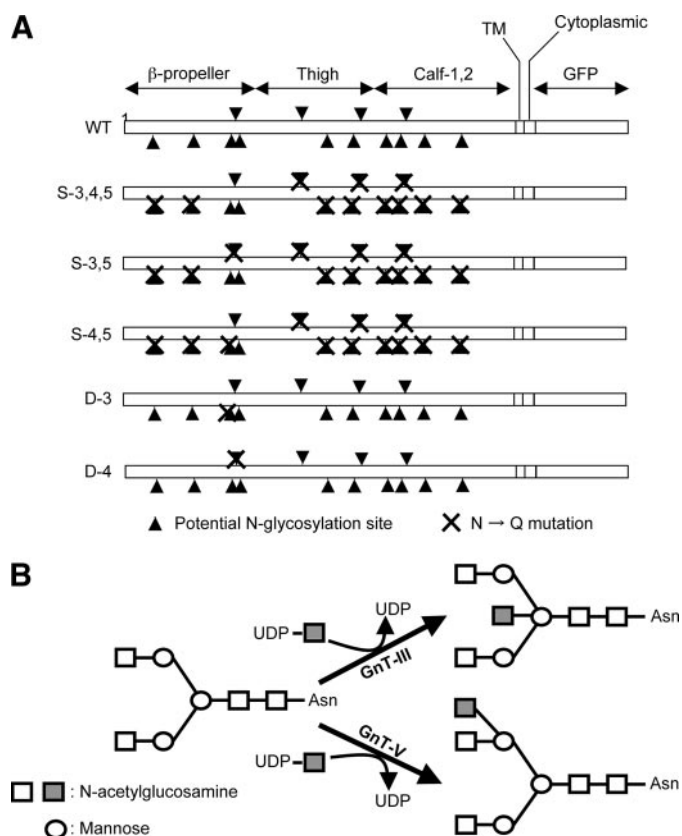 A
TM
Cytoplasmic
β-propeller
Thigh
Calf-1,2
GFP
1
WT
S-3,4,5
S-3,5
S-4,5
D-3
D-4
Potential N-glycosylation site
N → Q mutation
B
UDP
UDP
GnT-III
Asn
Asn
GnT-V
UDP
UDP
Asn
: N-acetylglucosamine
: Mannose